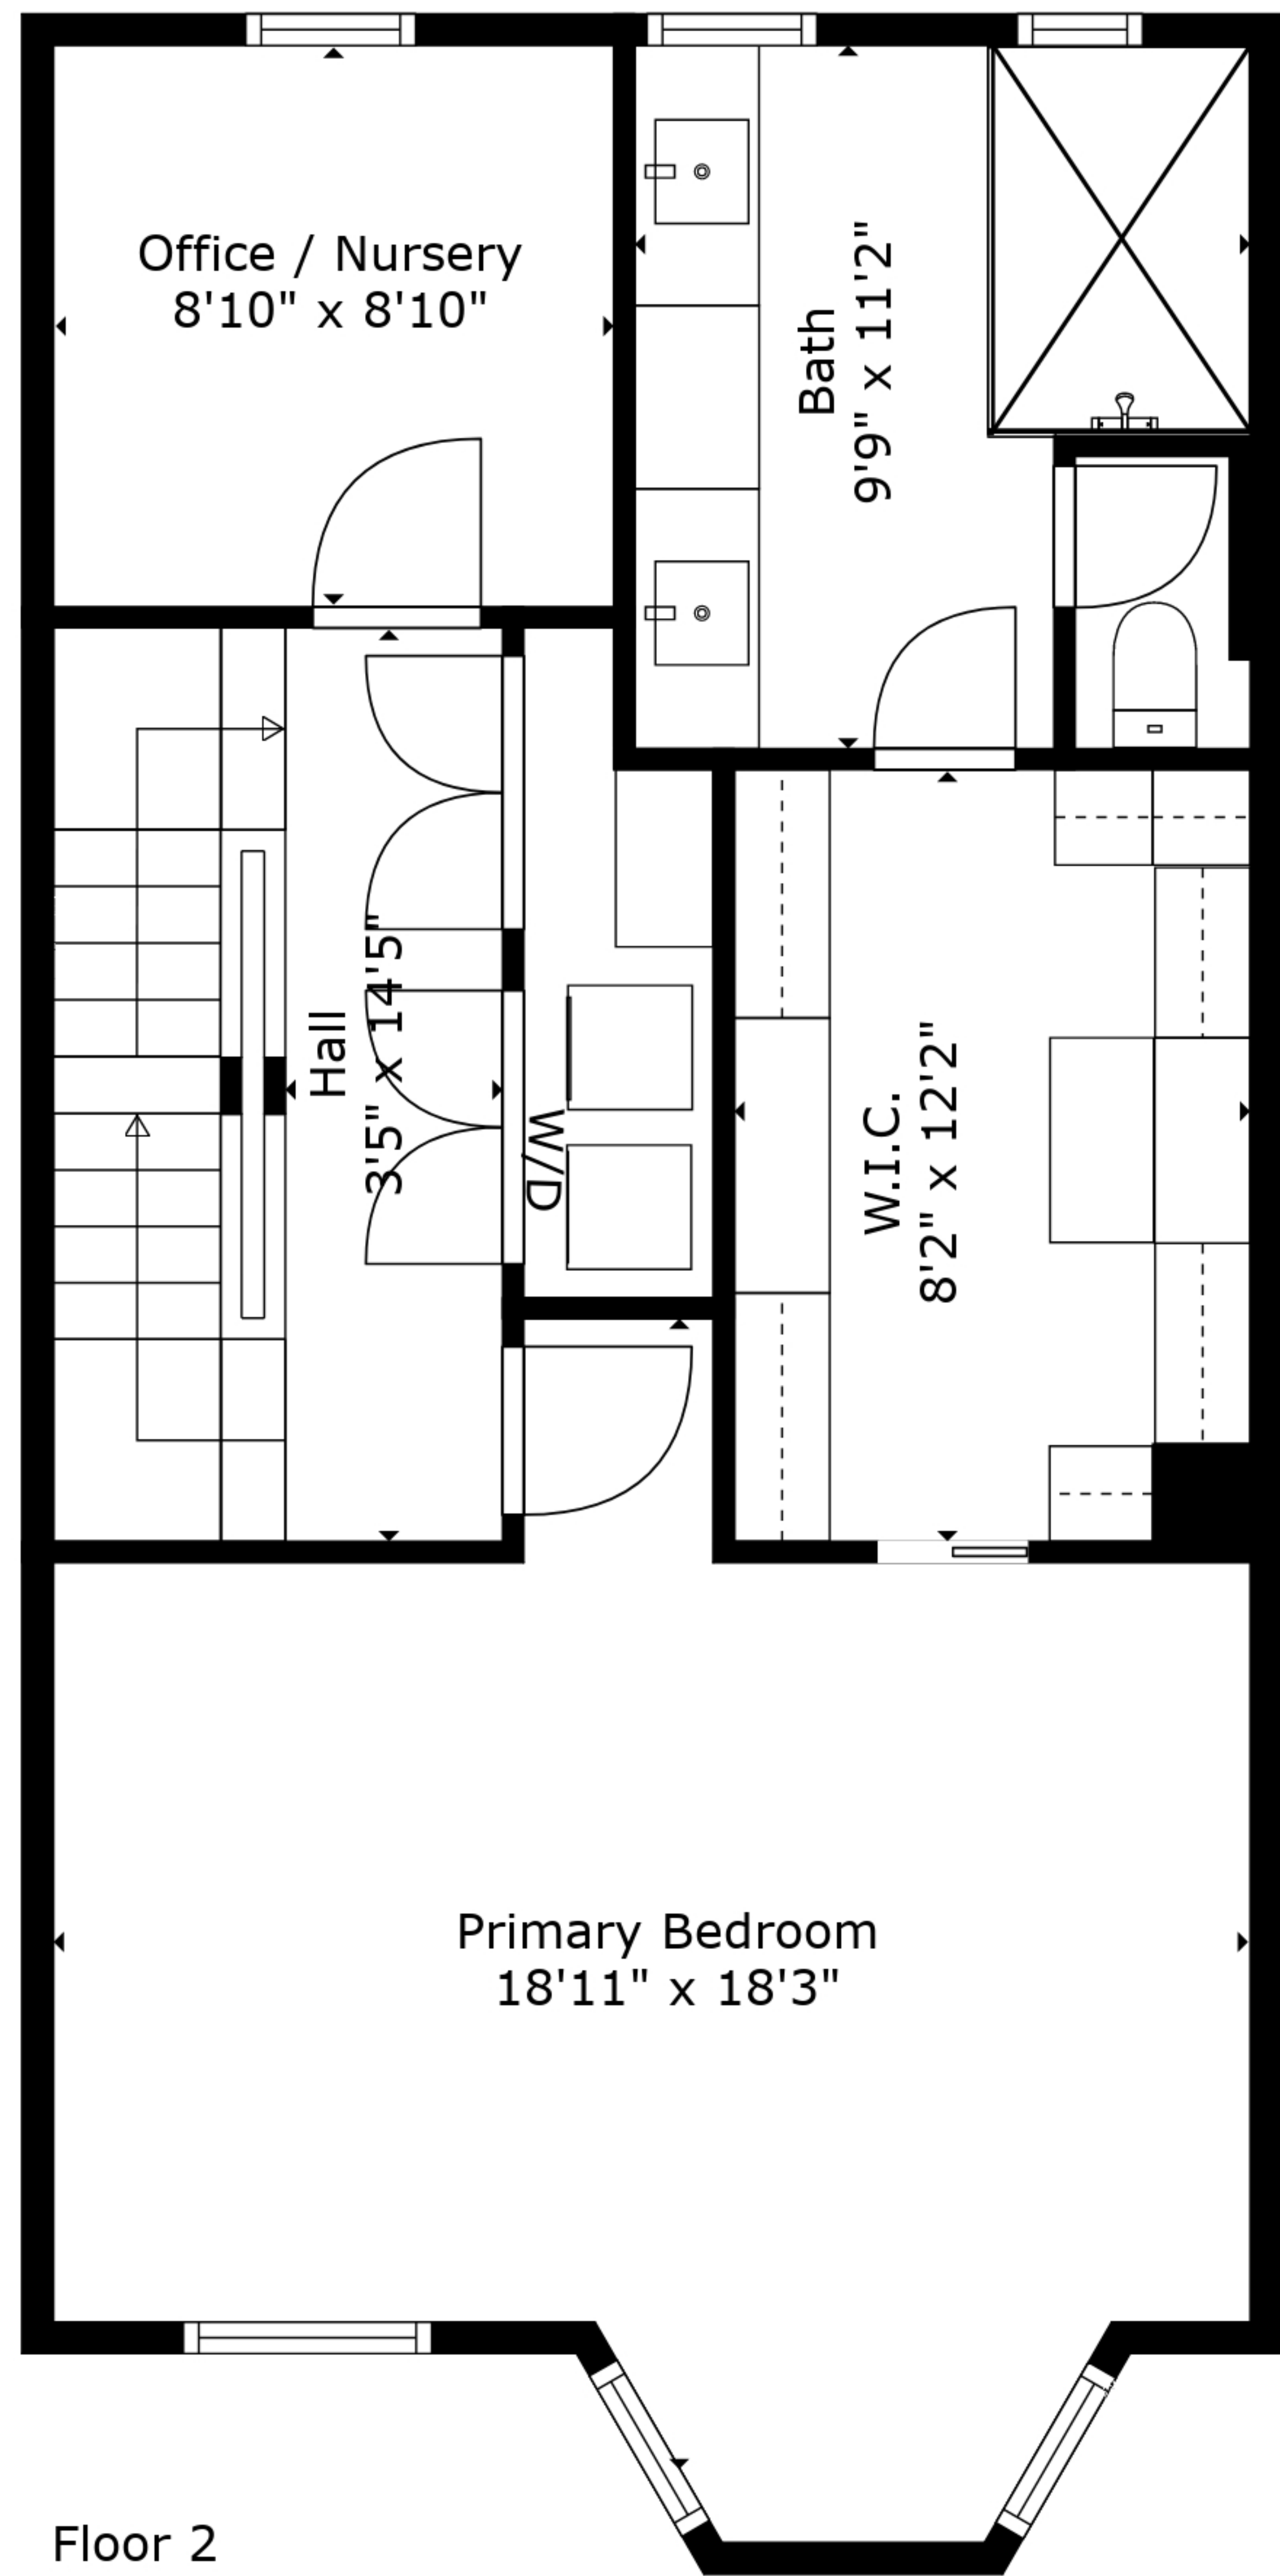 Office / Nursery
8'10" x 8'10"
Bath
9'9" x 11'2"
Hall
3'5" x 14'5"
W/D
W.I.C.
8'2" x 12'2"
Primary Bedroom
18'11" x 18'3"
Floor 2